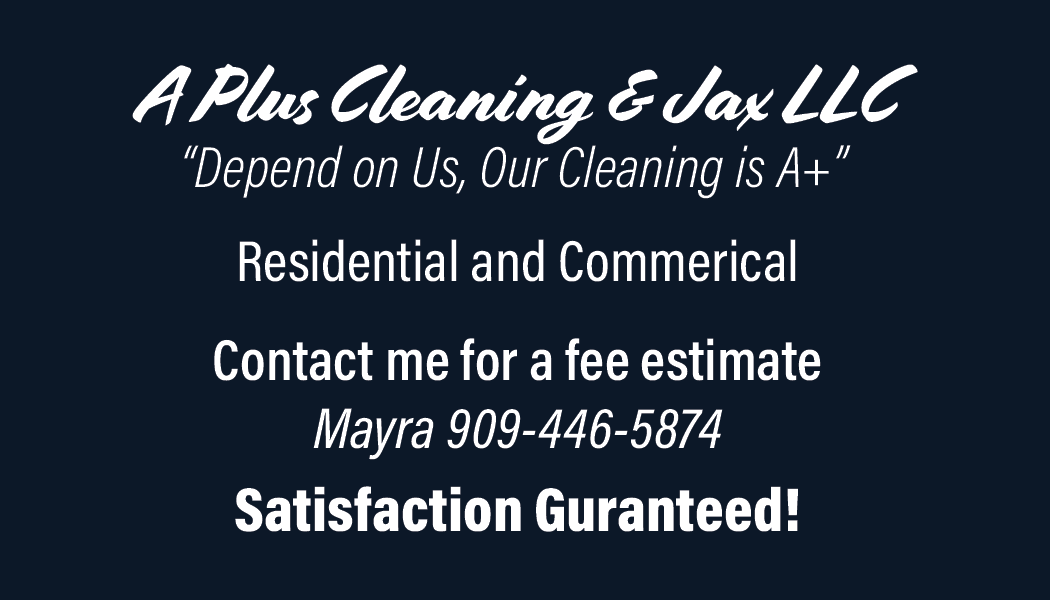 A Plus Cleaning & Jax LLC
“Depend on Us, Our Cleaning is A+”
Residential and Commerical
Contact me for a fee estimate
Mayra 909-446-5874
Satisfaction Guranteed!